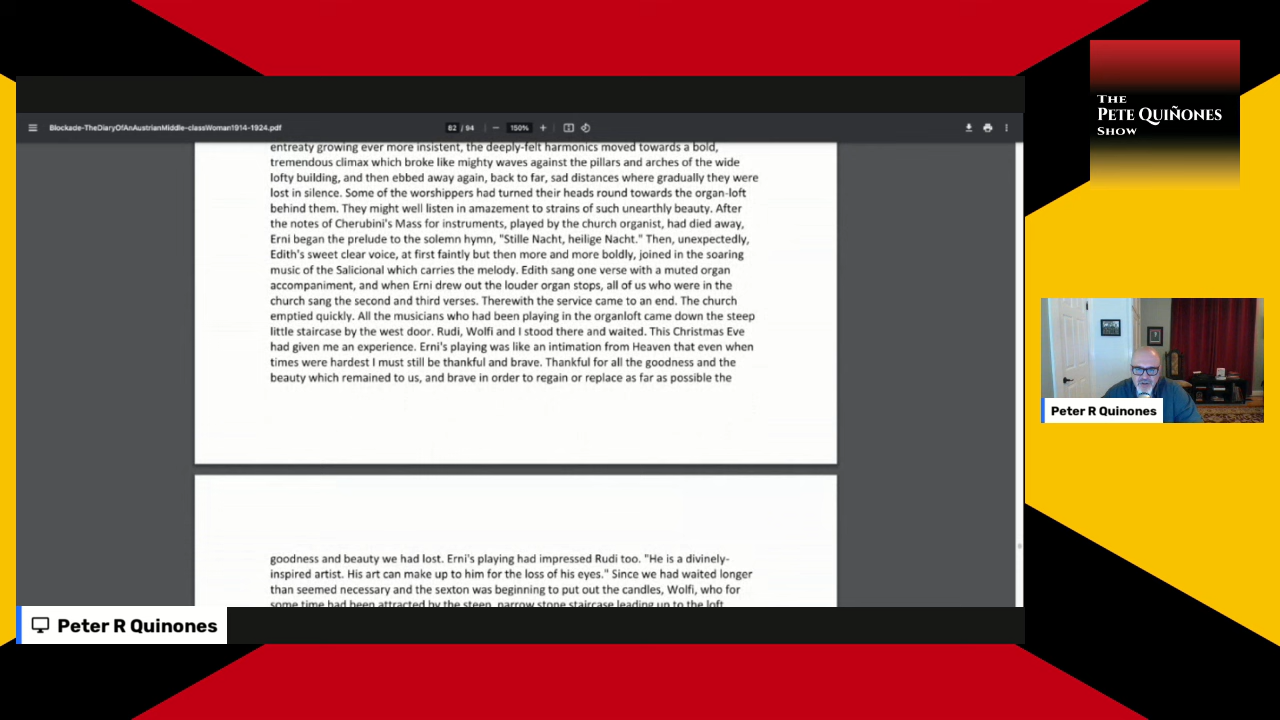 Blockade-TheDiaryOfAnAustrianMiddle-classWoman1914-1924.pdf
82 / 94
150%
entreaty growing ever more insistent, the deeply-felt harmonics moved towards a bold,
tremendous climax which broke like mighty waves against the pillars and arches of the wide
lofty building, and then ebbed away again, back to far, sad distances where gradually they were
lost in silence. Some of the worshippers had turned their heads round towards the organ-loft
behind them. They might well listen in amazement to strains of such unearthly beauty. After
the notes of Cherubini's Mass for instruments, played by the church organist, had died away,
Erni began the prelude to the solemn hymn, "Stille Nacht, heilige Nacht." Then, unexpectedly,
Edith's sweet clear voice, at first faintly but then more and more boldly, joined in the soaring
music of the Salicional which carries the melody. Edith sang one verse with a muted organ
accompaniment, and when Erni drew out the louder organ stops, all of us who were in the
church sang the second and third verses. Therewith the service came to an end. The church
emptied quickly. All the musicians who had been playing in the organloft came down the steep
little staircase by the west door. Rudi, Wolfi and I stood there and waited. This Christmas Eve
had given me an experience. Erni's playing was like an intimation from Heaven that even when
times were hardest I must still be thankful and brave. Thankful for all the goodness and the
beauty which remained to us, and brave in order to regain or replace as far as possible the
goodness and beauty we had lost. Erni's playing had impressed Rudi too. "He is a divinely-
inspired artist. His art can make up to him for the loss of his eyes." Since we had waited longer
than seemed necessary and the sexton was beginning to put out the candles, Wolfi, who for
some time had been attracted by the steep, narrow stone staircase leading up to the loft
Peter R Quinones
THE
PETE QUIÑONES
SHOW
Peter R Quinones